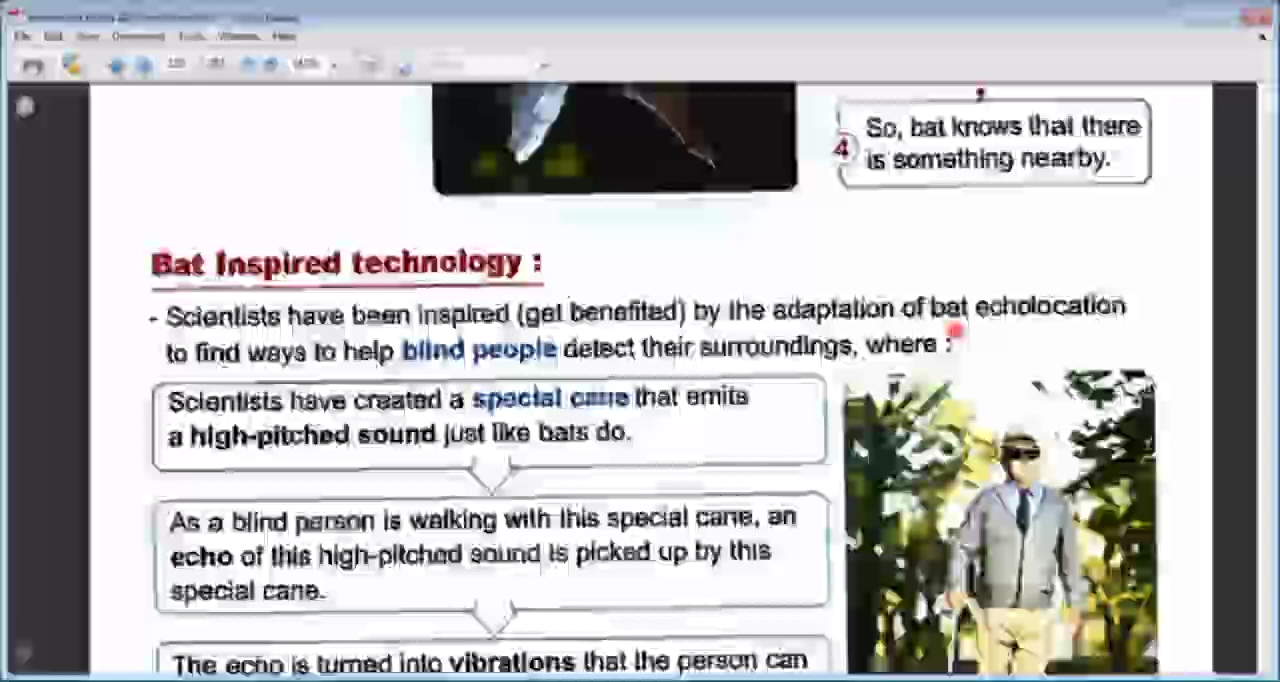 So, bat knows that there
4
is something nearby.
Bat Inspired technology :
- Scientists have been inspired (get benefited) by the adaptation of bat echolocation
to find ways to help blind people detect their surroundings, where :
Scientists have created a special cane that emits
a high-pitched sound just like bats do.
As a blind person is walking with this special cane, an
echo of this high-pitched sound is picked up by this
special cane.
The echo is turned into vibrations that the person can